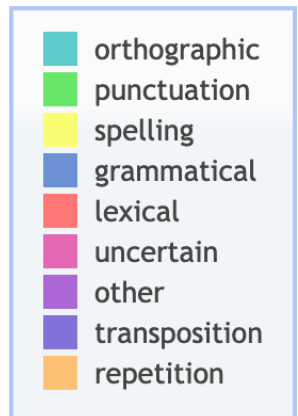 orthographic
punctuation
spelling
grammatical
lexical
uncertain
other
transposition
repetition